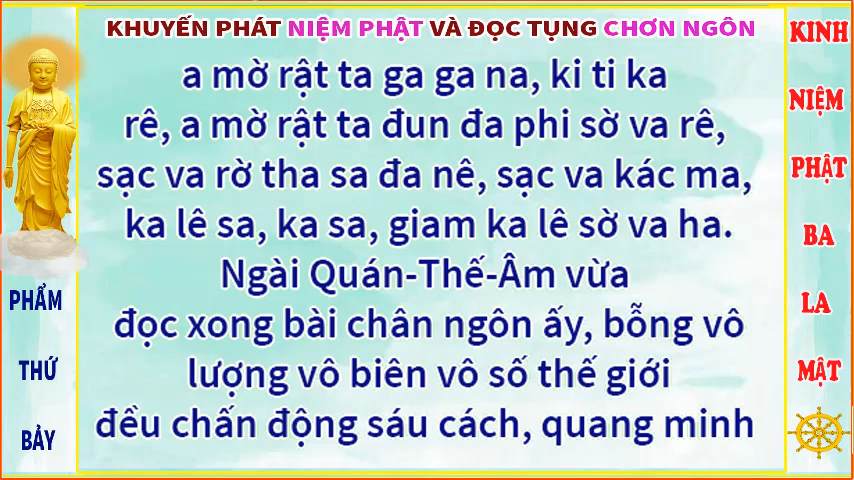 KHUYẾN PHÁT NIỆM PHẬT VÀ ĐỌC TỤNG CHƠN NGÔN
a mờ rật ta ga ga na, ki ti ka
rê, a mờ rật ta đun đa phi sờ va rê,
sạc va rờ tha sa đa nê, sạc va kác ma,
ka lê sa, ka sa, giam ka lê sờ va ha.
Ngài Quán-Thế-Âm vừa
đọc xong bài chân ngôn ấy, bỗng vô
lượng vô biên vô số thế giới
đều chấn động sáu cách, quang minh
PHẨM
THỨ
BẢY
KINH
NIỆM
PHẬT
BA
LA
MẬT